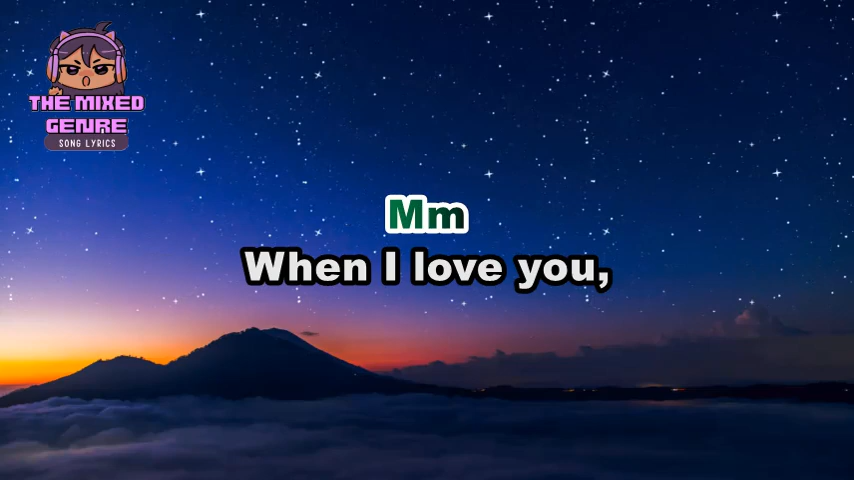 THE MIXED
GENRE
SONG LYRICS
Mm
When I love you,